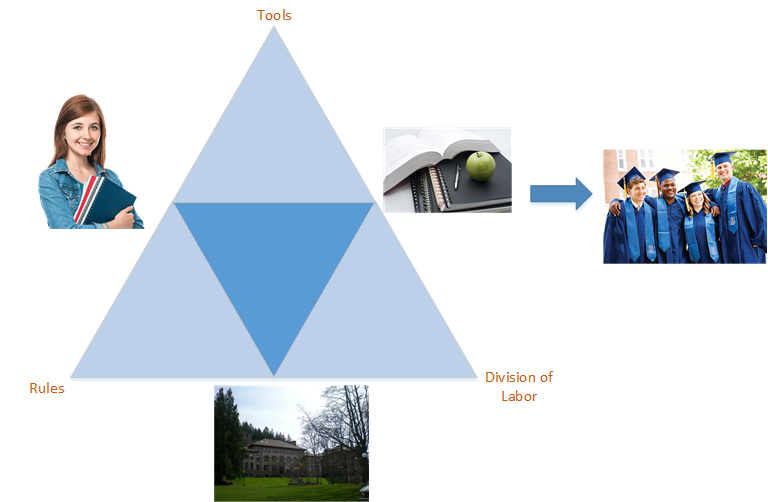 Tools
Rules
Division of
Labor